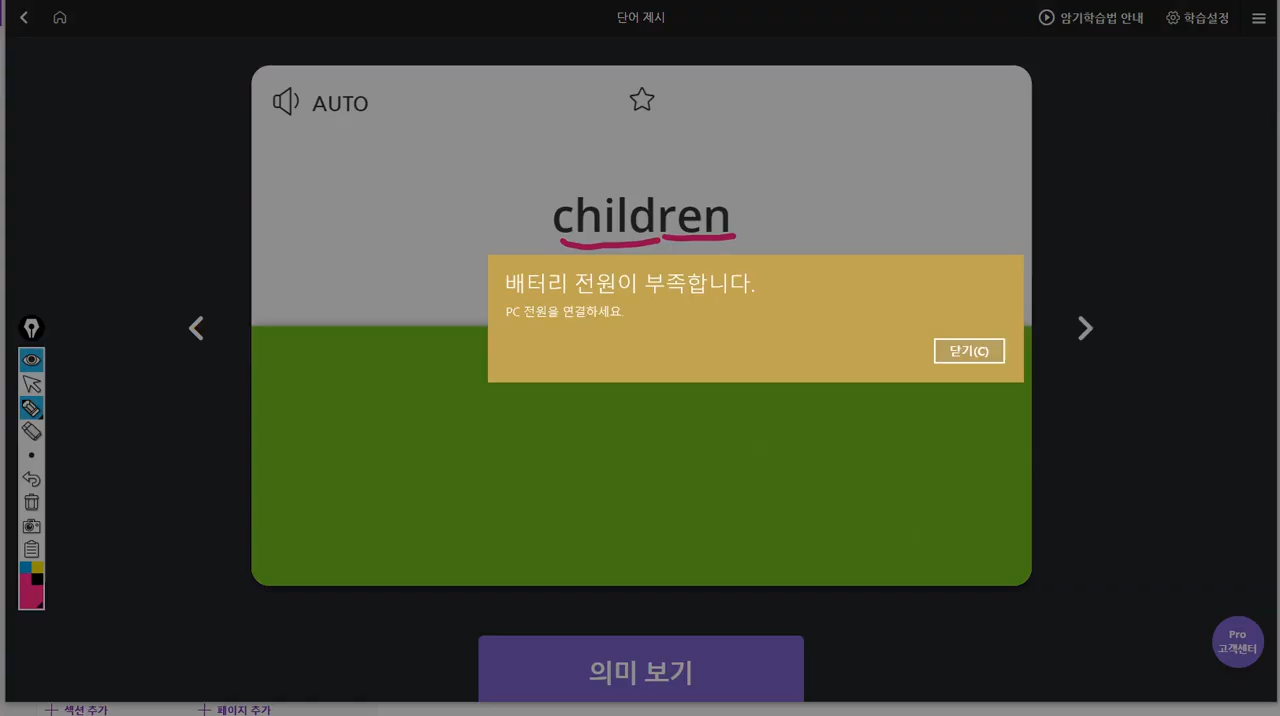 단어 제시
암기학습법 안내
학습설정
AUTO
children
배터리 전원이 부족합니다.
PC 전원을 연결하세요.
닫기(C)
의미 보기
Pro
고객센터
섹션 추가
페이지 추가